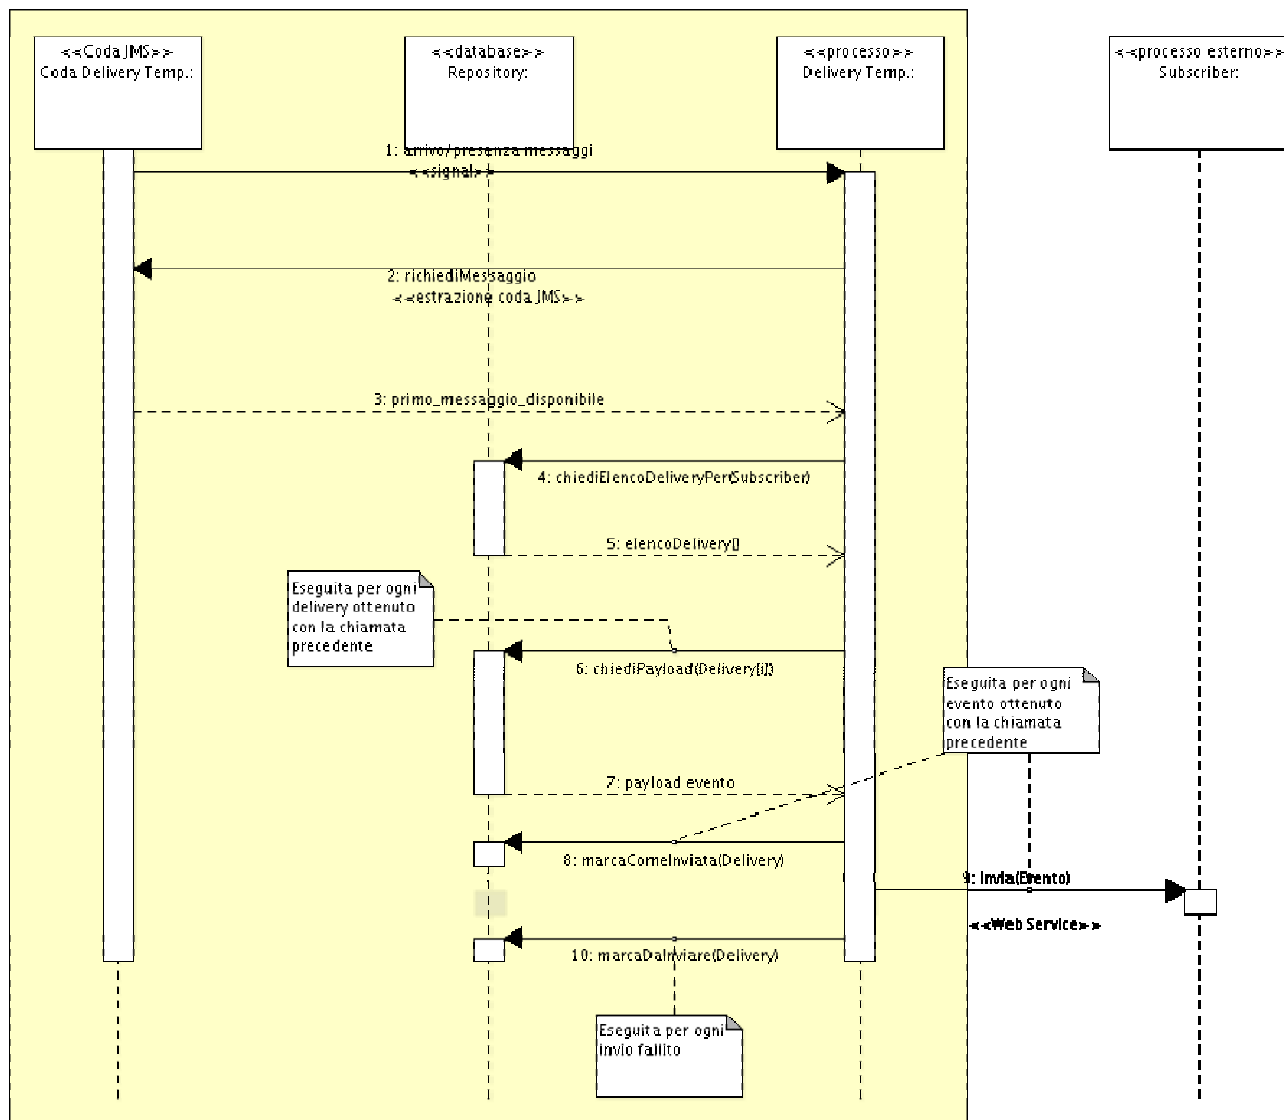 <<Coda JMS>>
Coda Delivery Temp.:
<<database>>
Repository:
<<processo>>
Delivery Temp.:
<<processo esterno>>
Subscriber:
1: arrivo/presenza messaggi
<<signal>>
2: richiediMessaggio
<<estrazione coda JMS>>
3: primo_messaggio_disponibile
4: chiediElencoDeliveryPer(Subscriber)
5: elencoDelivery[]
Eseguita per ogni
delivery ottenuto
con la chiamata
precedente
6: chiediPayload(Delivery[i])
Eseguita per ogni
evento ottenuto
con la chiamata
precedente
7: payload evento
8: marcaComeInviata(Delivery)
9: invia(Evento)
<<Web Service>>
10: marcaDaInviare(Delivery)
Eseguita per ogni
invio fallito